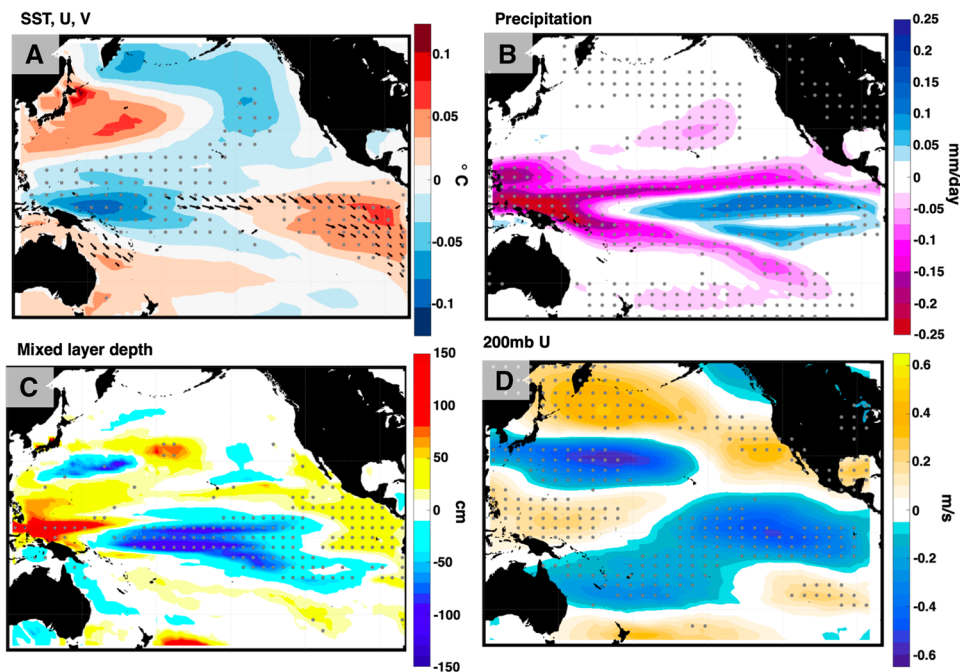 SST, U, V
A
0.1
0.05
0
-0.05
-0.1
° C
Precipitation
B
0.25
0.2
0.15
0.1
0.05
0
-0.05
-0.1
-0.15
-0.2
-0.25
mm/day
Mixed layer depth
C
150
100
50
0
-50
-100
-150
cm
200mb U
D
0.6
0.4
0.2
0
-0.2
-0.4
-0.6
m/s